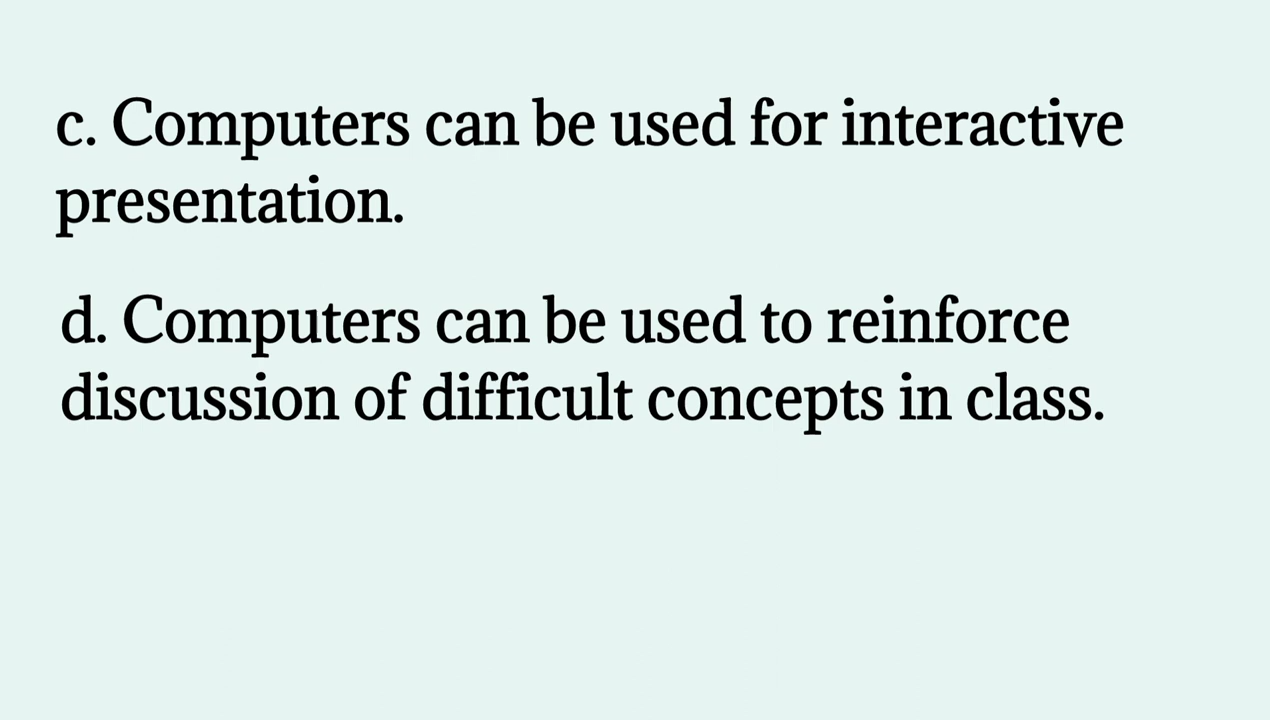 c. Computers can be used for interactive
presentation.
d. Computers can be used to reinforce
discussion of difficult concepts in class.